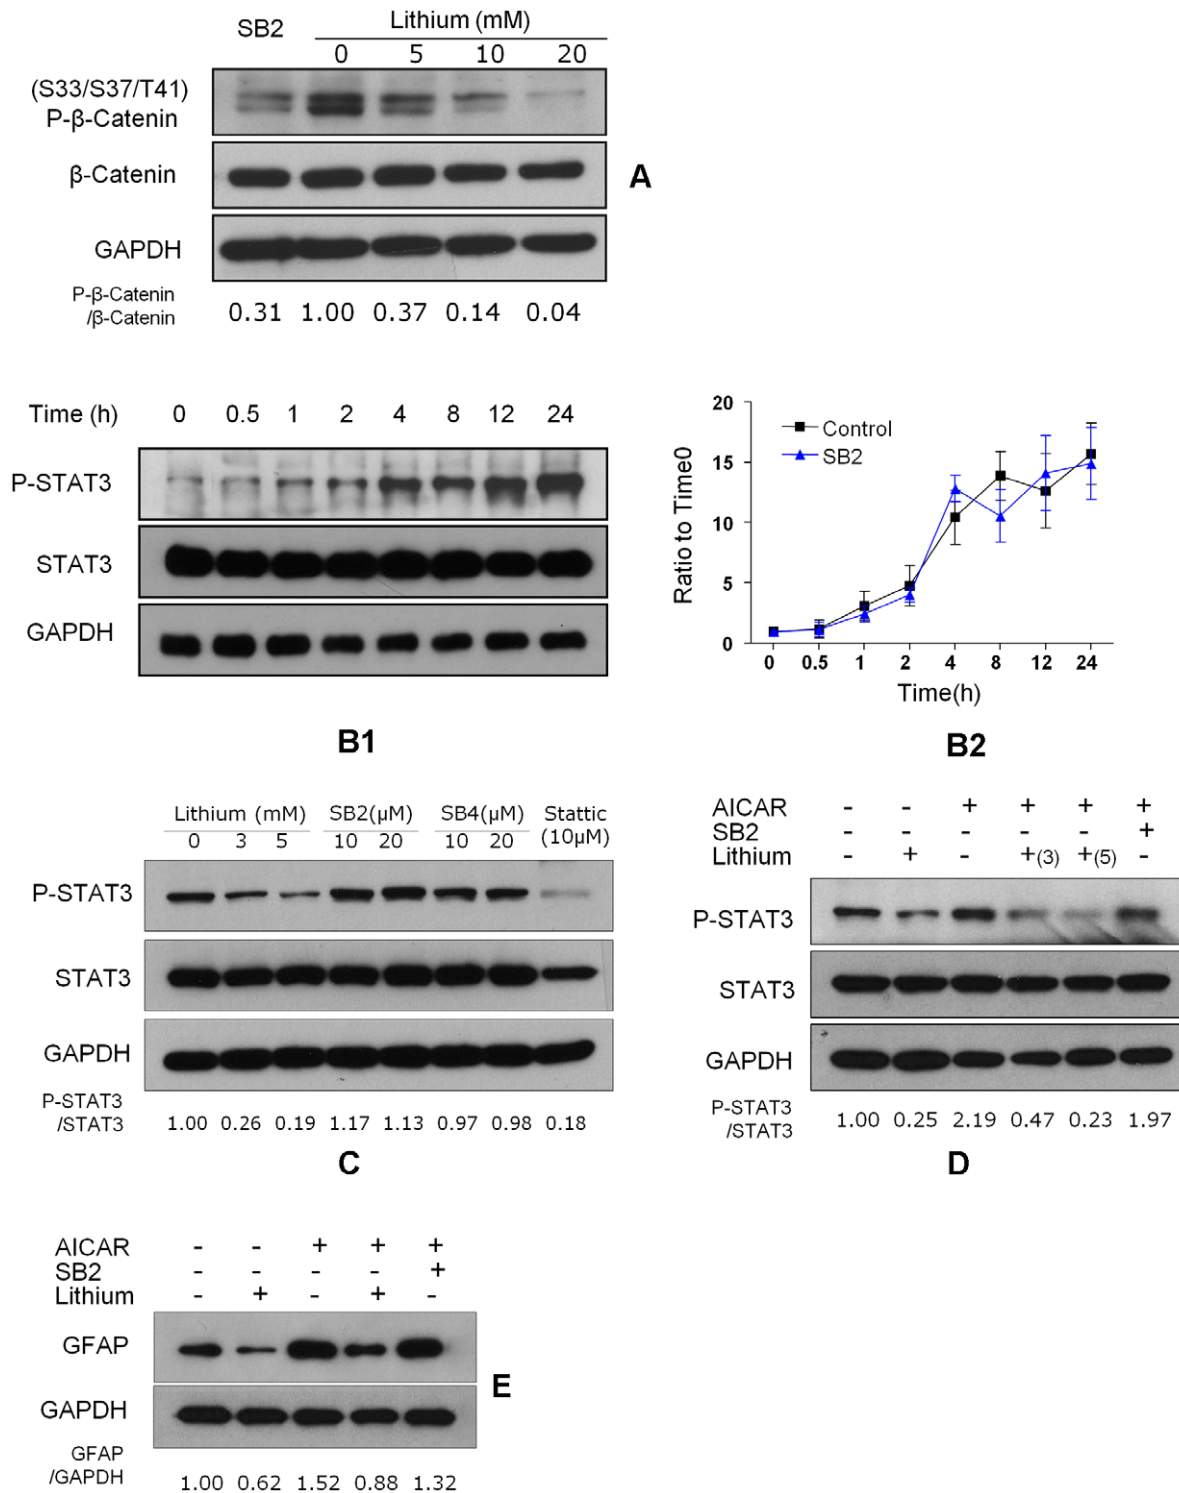 SB2 Lithium (mM)
0 5 10 20
(S33/S37/T41)
P-β-Catenin
β-Catenin
GAPDH
P-β-Catenin
/β-Catenin
0.31 1.00 0.37 0.14 0.04
A
Time (h) 0 0.5 1 2 4 8 12 24
P-STAT3
STAT3
GAPDH
B1
20
15
10
5
0
Ratio to Time0
Control
SB2
0 0.5 1 2 4 8 12 24
Time(h)
B2
Lithium (mM) SB2(μM) SB4(μM) Stattic
0 3 5 10 20 10 20 (10μM)
P-STAT3
STAT3
GAPDH
P-STAT3
/STAT3
1.00 0.26 0.19 1.17 1.13 0.97 0.98 0.18
C
AICAR - - + + + +
SB2 - - - - - +
Lithium - + - +(3) +(5) -
P-STAT3
STAT3
GAPDH
P-STAT3
/STAT3
1.00 0.25 2.19 0.47 0.23 1.97
D
AICAR - - + + +
SB2 - - - - +
Lithium - + - + -
GFAP
GAPDH
GFAP
/GAPDH
1.00 0.62 1.52 0.88 1.32
E